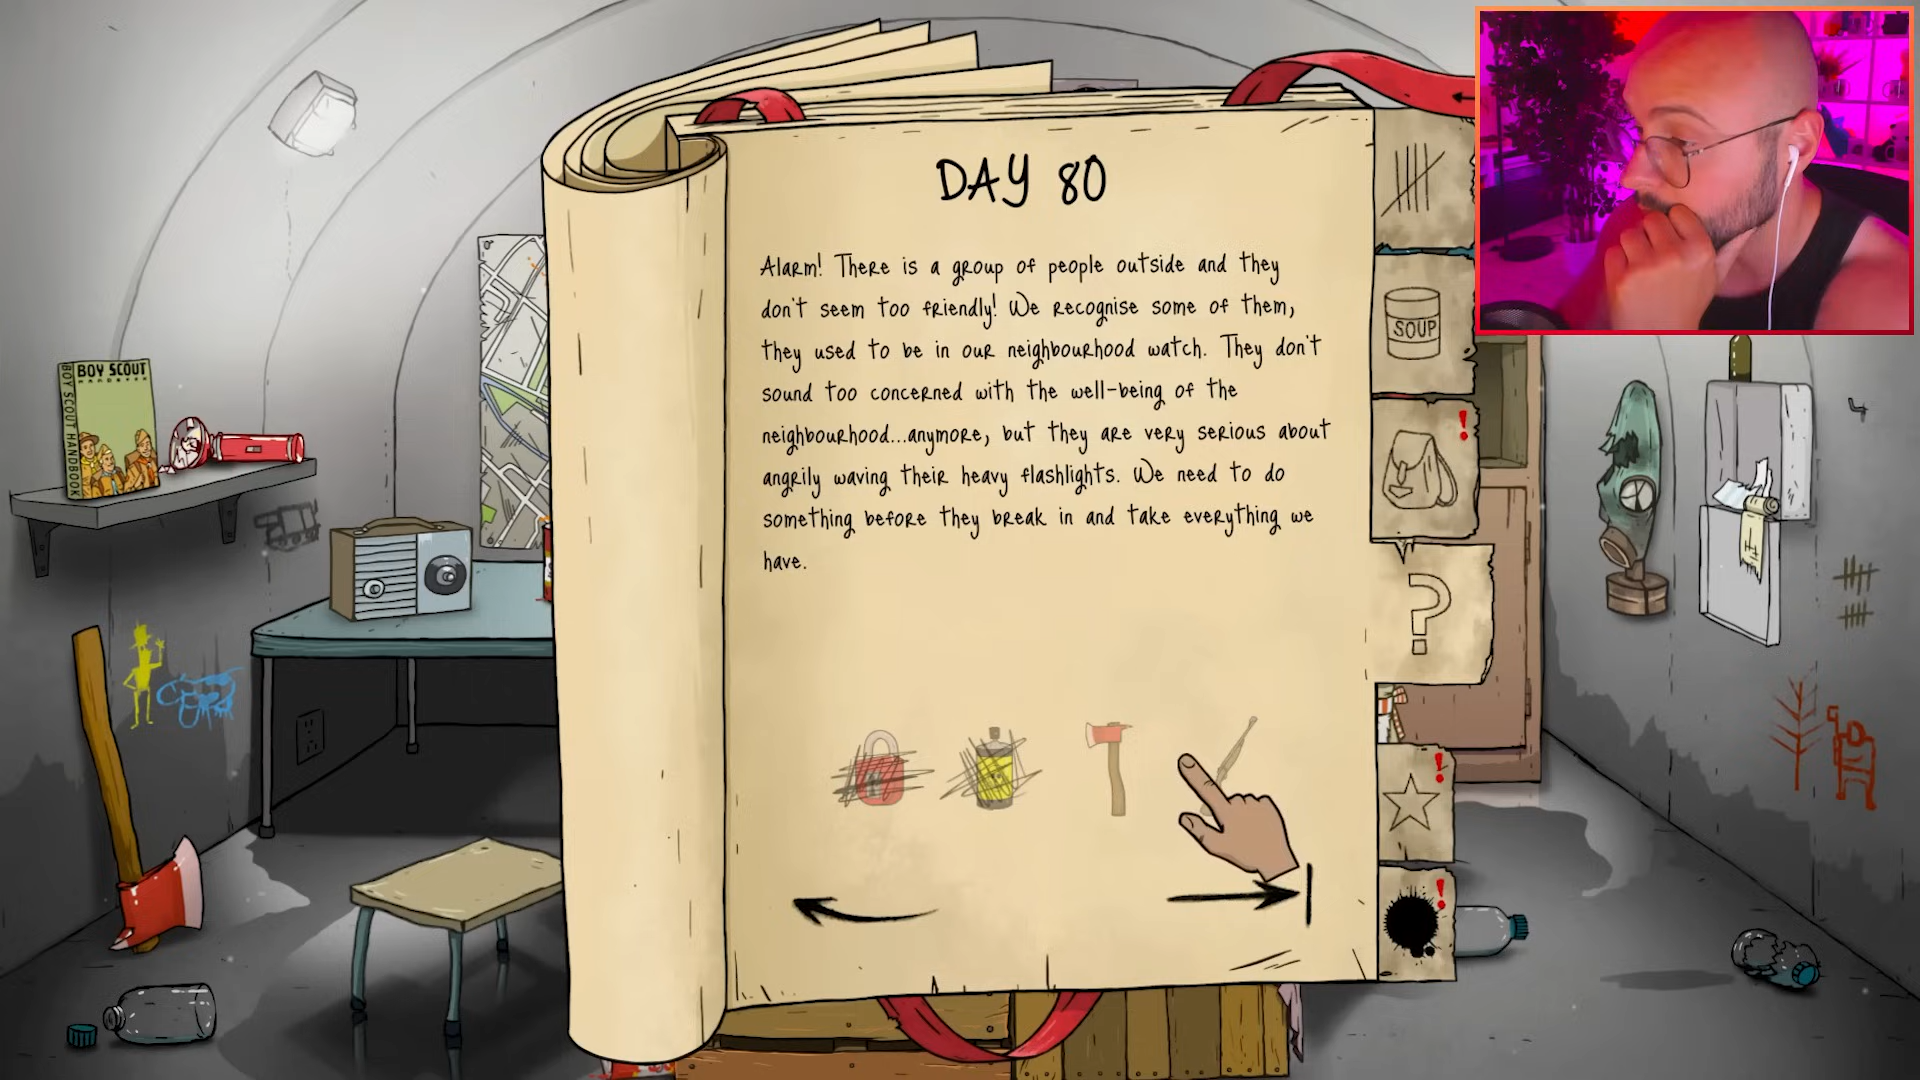 DAY 80
Alarm! There is a group of people outside and they
don't seem too friendly! We recognise some of them,
they used to be in our neighbourhood watch. They don't
sound too concerned with the well-being of the
neighbourhood...anymore, but they are very serious about
angrily waving their heavy flashlights. We need to do
something before they break in and take everything we
have.
BOY SCOUT
HANDBOOK
BOY SCOUT HANDBOOK
SOUP
!
?
!
!